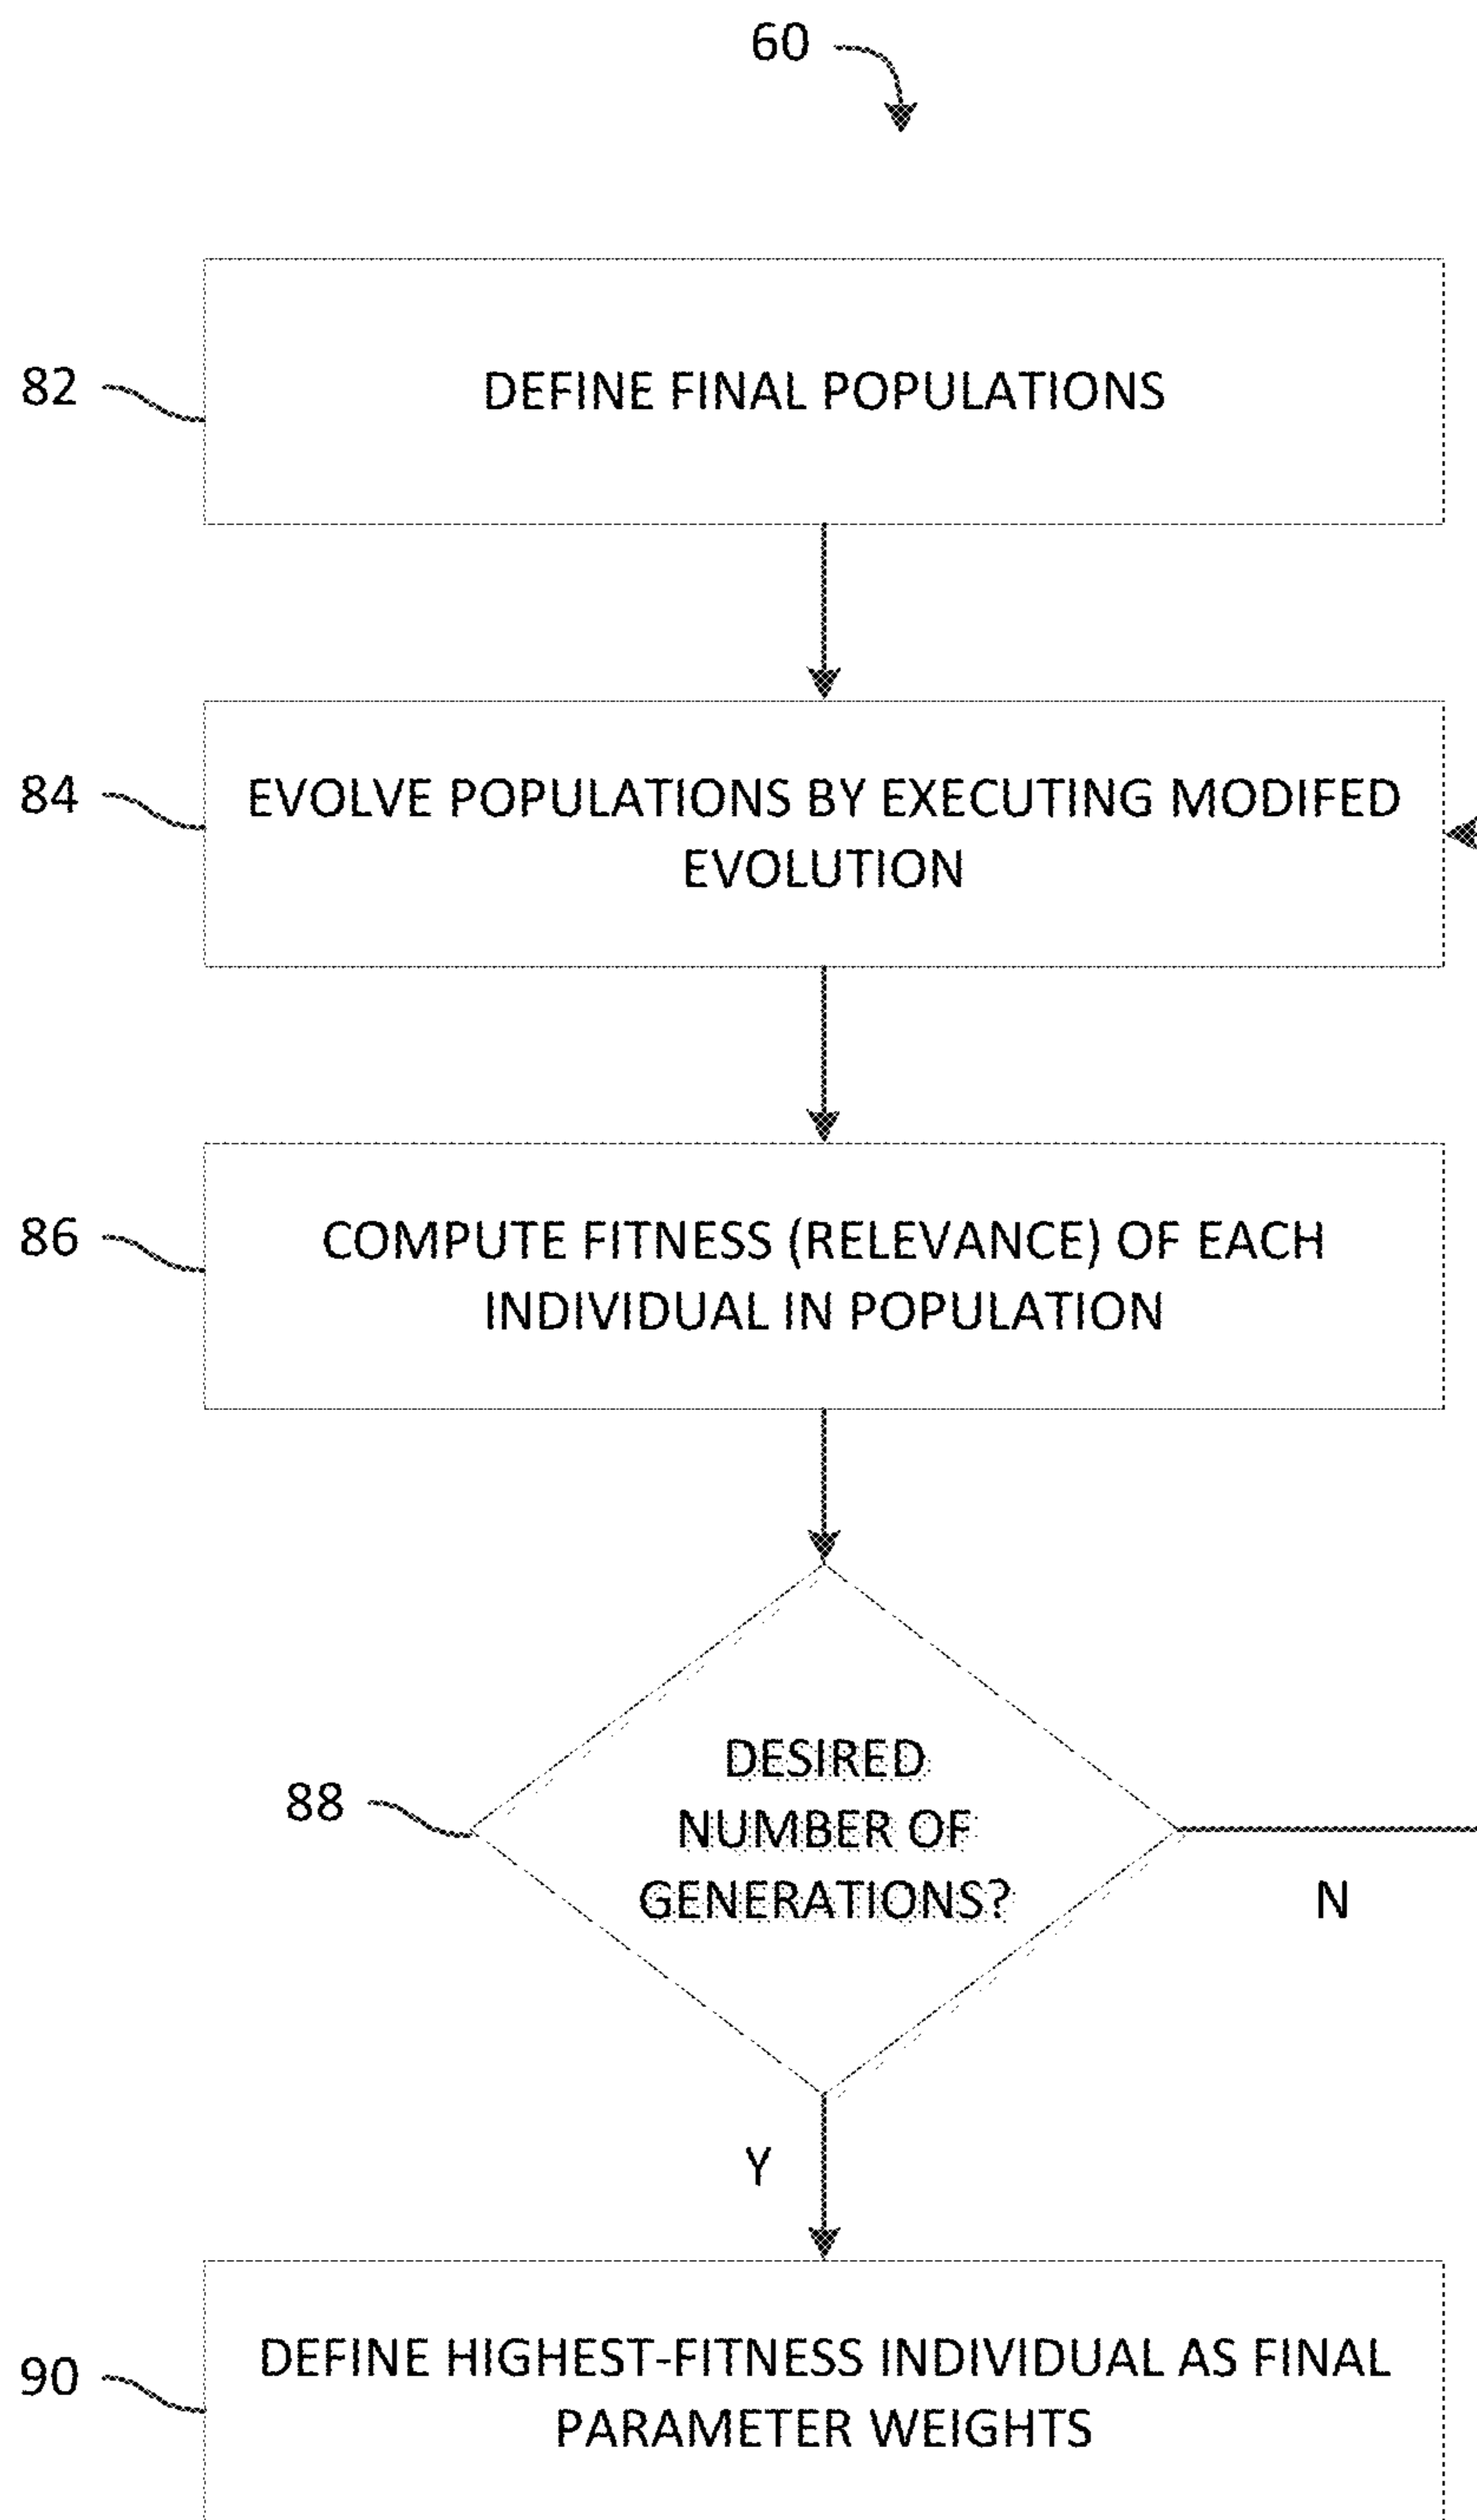 60
82
DEFINE FINAL POPULATIONS
84
EVOLVE POPULATIONS BY EXECUTING MODIFED
EVOLUTION
86
COMPUTE FITNESS (RELEVANCE) OF EACH
INDIVIDUAL IN POPULATION
88
DESIRED
NUMBER OF
GENERATIONS?
N
Y
90
DEFINE HIGHEST-FITNESS INDIVIDUAL AS FINAL
PARAMETER WEIGHTS